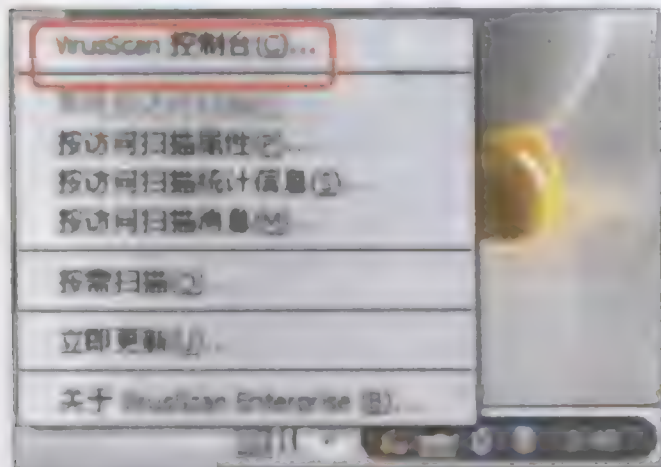 VirusScan 控制台(C)...
按访问扫描属性(P)...
按访问扫描统计信息(S)...
按访问扫描消息(M)
按需扫描(O)
立即更新(U)...
关于 VirusScan Enterprise (B)...